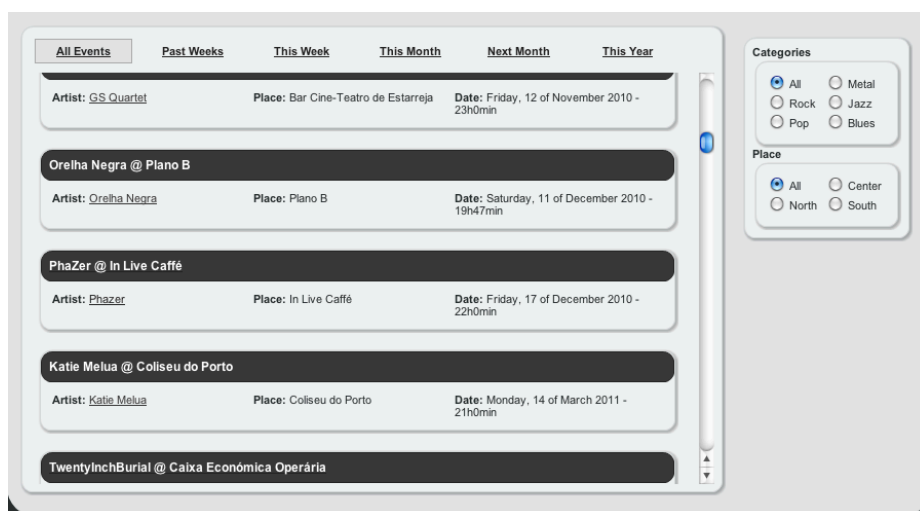 All Events Past Weeks This Week This Month Next Month This Year
Artist: GS Quartet Place: Bar Cine-Teatro de Estarreja Date: Friday, 12 of November 2010 -
23h0min
Orelha Negra @ Plano B
Artist: Orelha Negra Place: Plano B Date: Saturday, 11 of December 2010 -
19h47min
PhaZer @ In Live Caffé
Artist: Phazer Place: In Live Caffé Date: Friday, 17 of December 2010 -
22h0min
Katie Melua @ Coliseu do Porto
Artist: Katie Melua Place: Coliseu do Porto Date: Monday, 14 of March 2011 -
21h0min
TwentyInchBurial @ Caixa Económica Operária
Categories
All Metal
Rock Jazz
Pop Blues
Place
All Center
North South